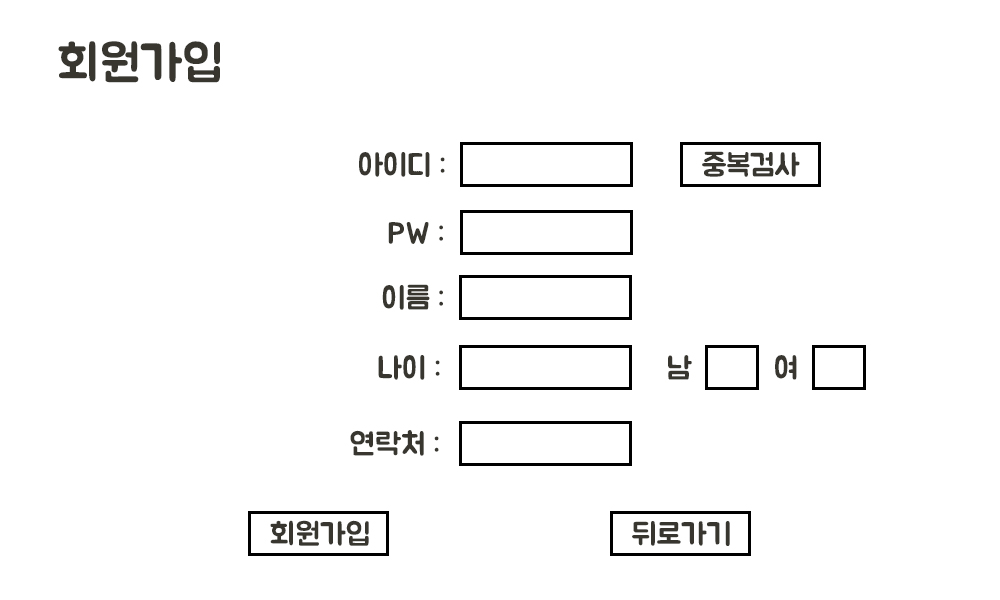 회원가입
아이디 : 중복검사
PW :
이름 :
나이 : 남 여
연락처 :
회원가입 뒤로가기